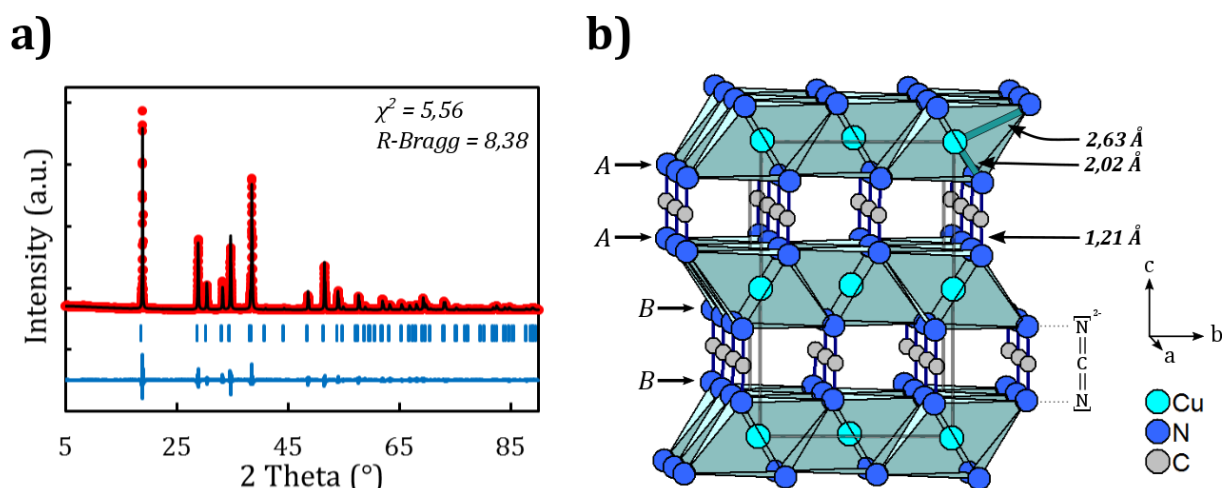 a)
χ² = 5,56
R-Bragg = 8,38
Intensity (a.u.)
5 25 45 65 85
2 Theta (°)
b)
2,63 Å
2,02 Å
A
A
1,21 Å
B
B
[N=C=N]²⁻
c
b
a
Cu
N
C